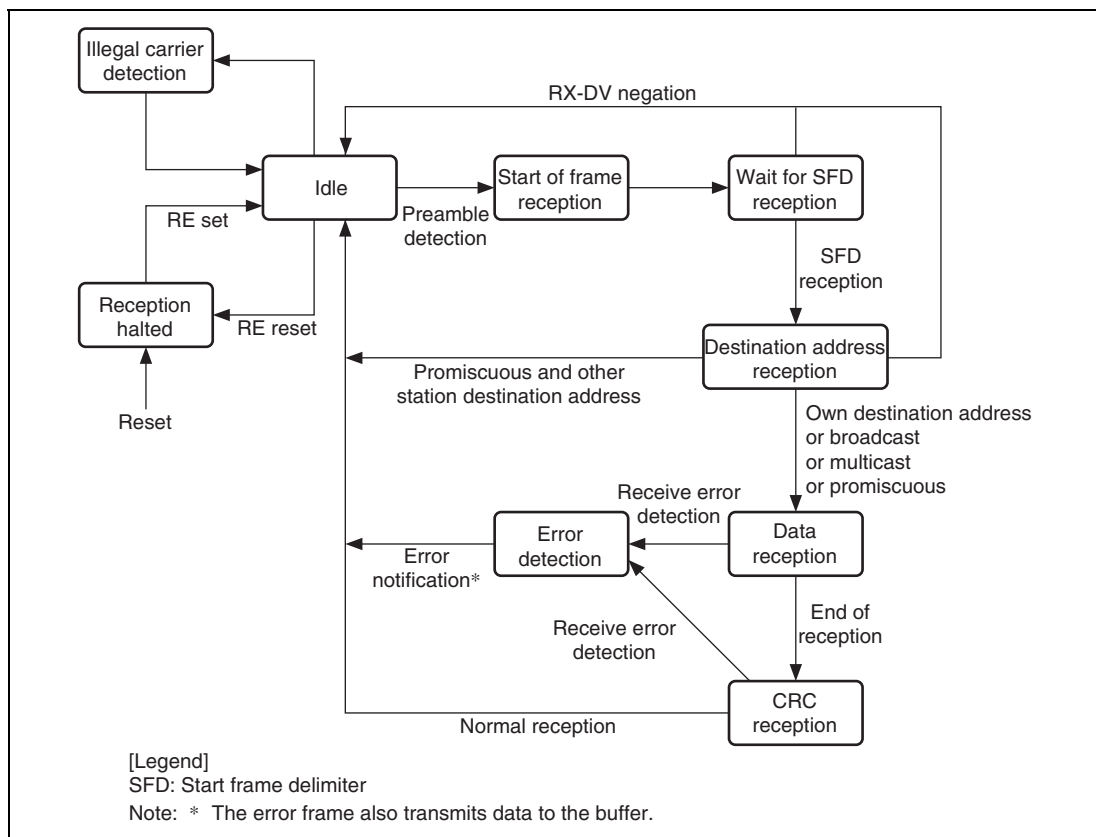 Illegal carrier
detection
RX-DV negation
Idle
Start of frame
reception
Wait for SFD
reception
Preamble
detection
RE set
SFD
reception
Reception
halted
RE reset
Destination address
reception
Promiscuous and other
station destination address
Reset
Own destination address
or broadcast
or multicast
or promiscuous
Receive error
detection
Error
detection
Data
reception
Error
notification*
End of
reception
Receive error
detection
CRC
reception
Normal reception
[Legend]
SFD: Start frame delimiter
Note: * The error frame also transmits data to the buffer.